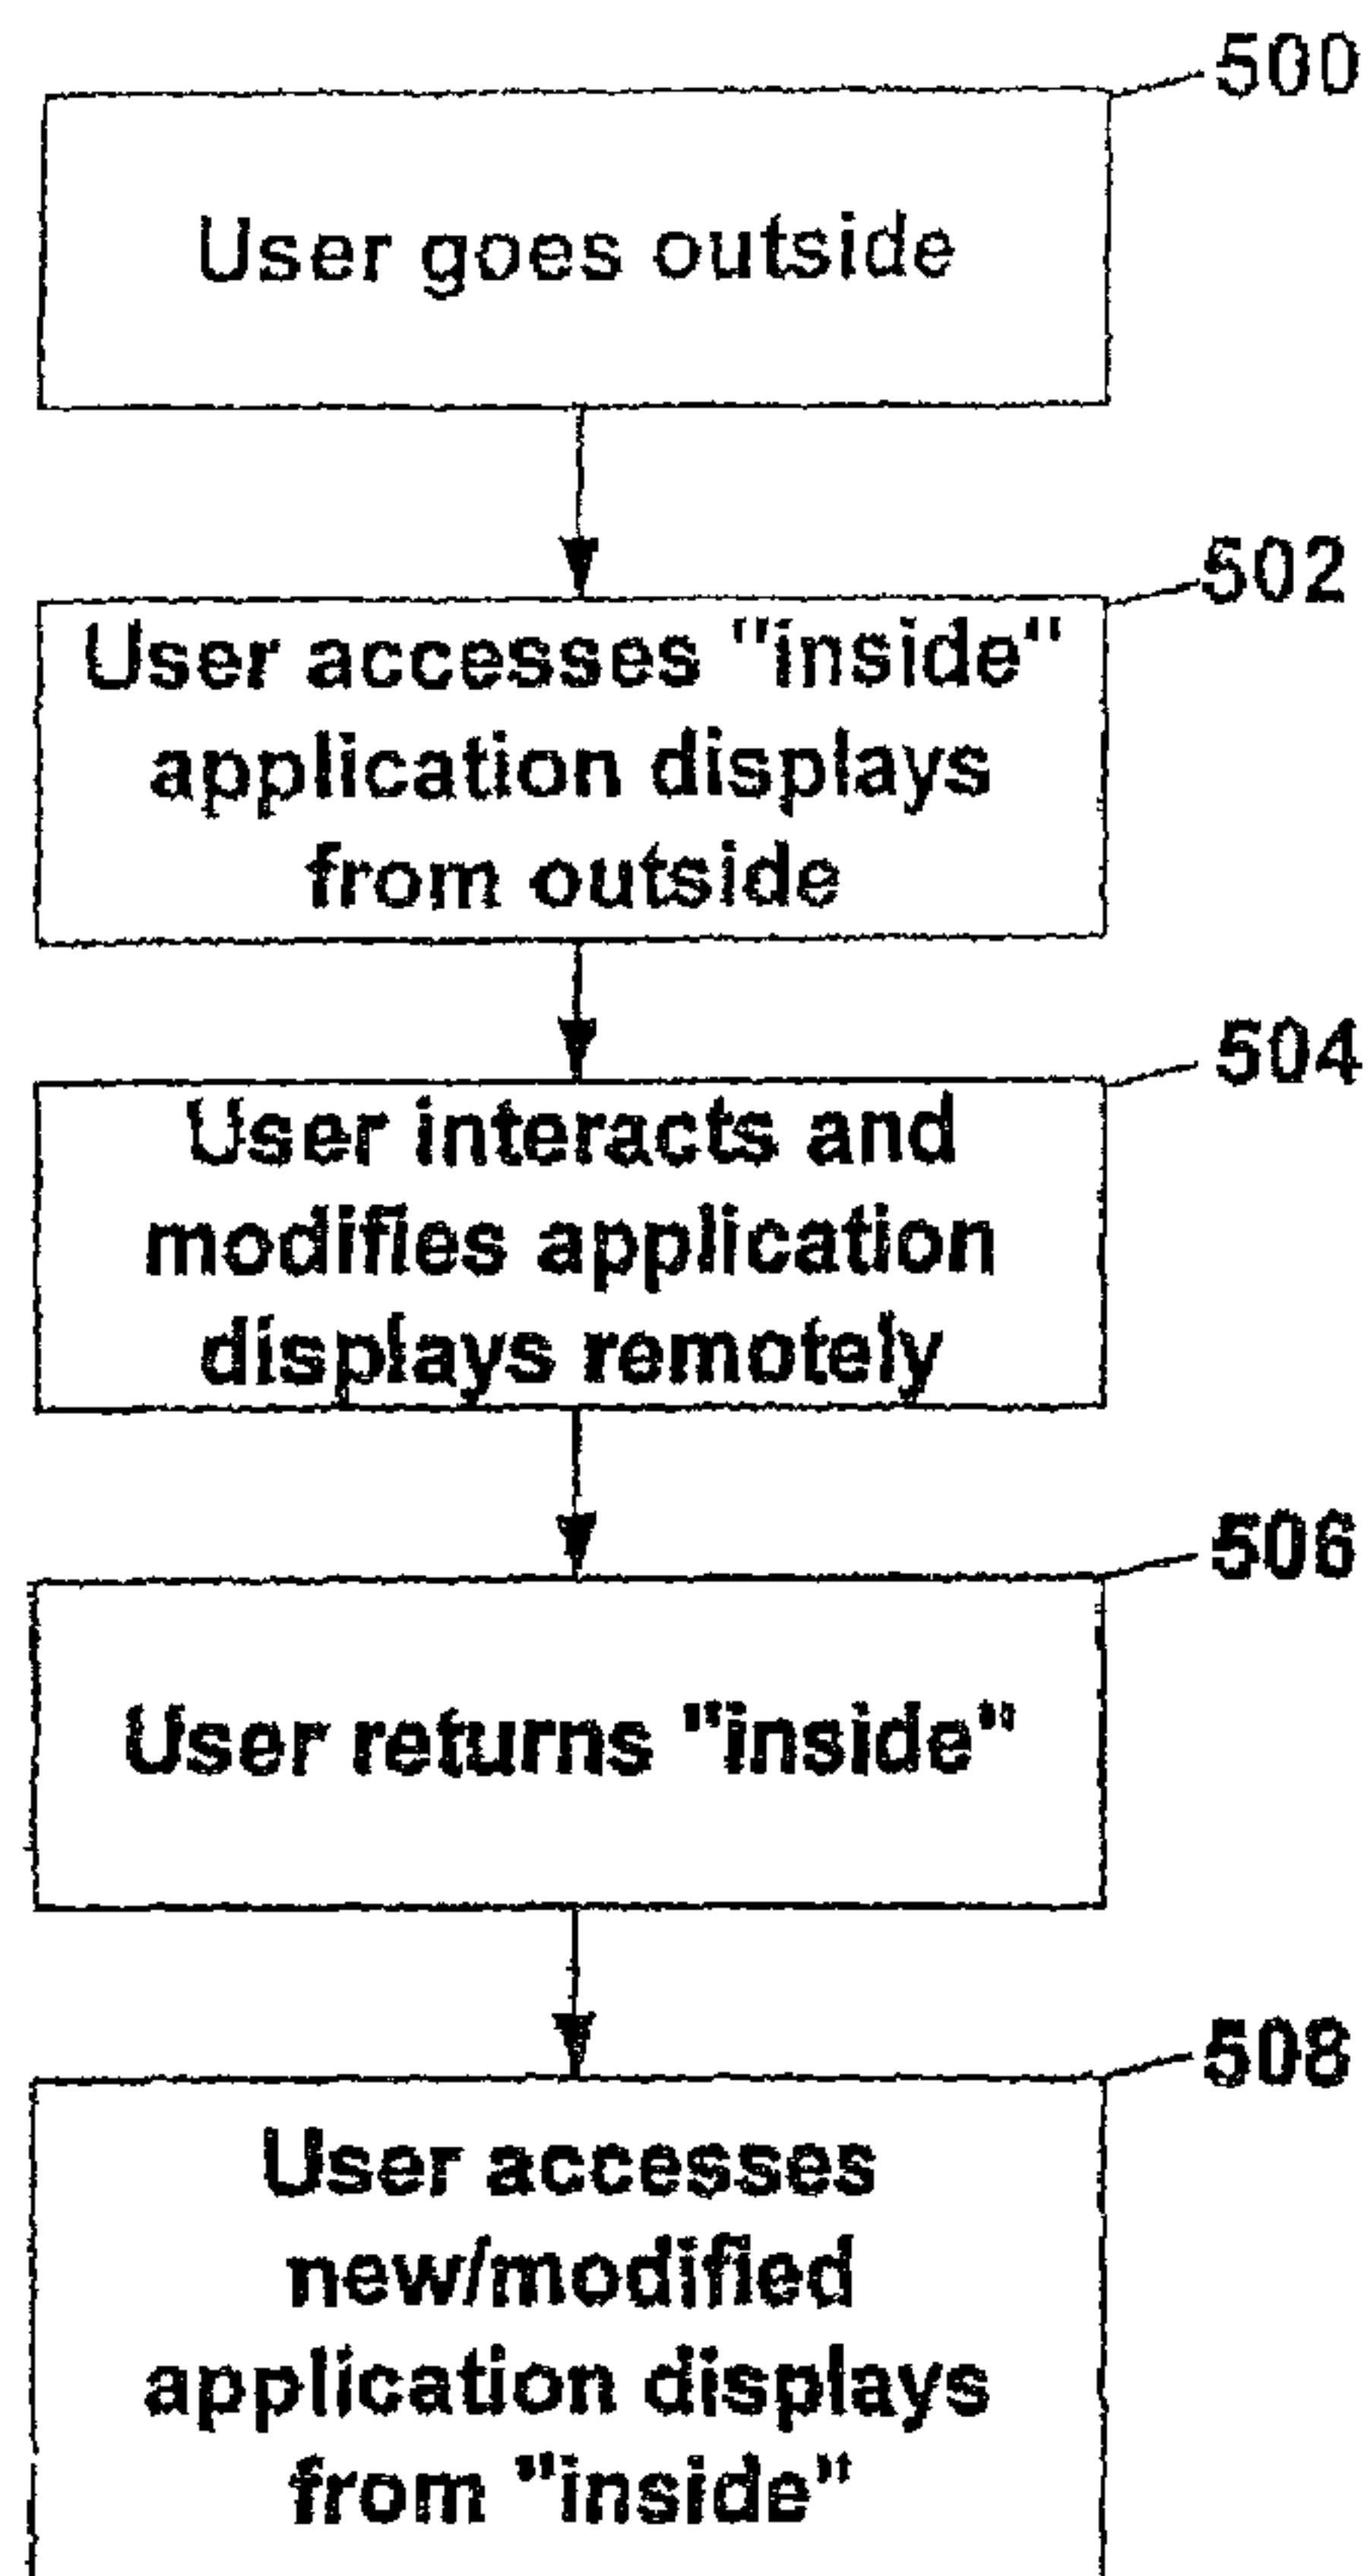 500
User goes outside
502
User accesses "inside"
application displays
from outside
504
User interacts and
modifies application
displays remotely
506
User returns "inside"
508
User accesses
new/modified
application displays
from "inside"